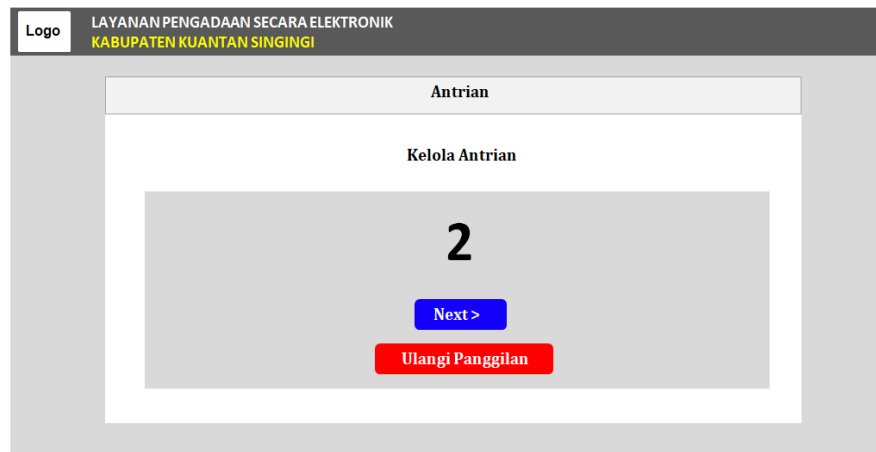 Logo
LAYANAN PENGADAAN SECARA ELEKTRONIK
KABUPATEN KUANTAN SINGINGI
Antrian
Kelola Antrian
2
Next >
Ulangi Panggilan